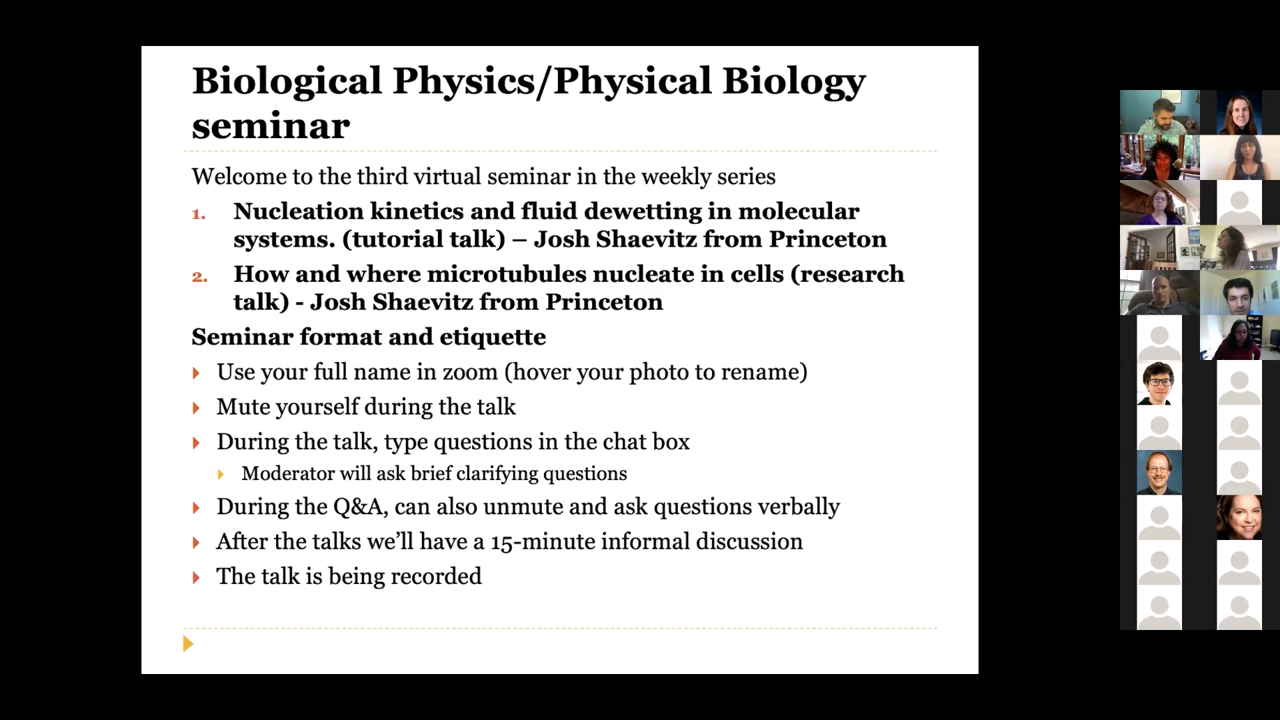 Biological Physics/Physical Biology
seminar
Welcome to the third virtual seminar in the weekly series
1. Nucleation kinetics and fluid dewetting in molecular
systems. (tutorial talk) – Josh Shaevitz from Princeton
2. How and where microtubules nucleate in cells (research
talk) - Josh Shaevitz from Princeton
Seminar format and etiquette
Use your full name in zoom (hover your photo to rename)
Mute yourself during the talk
During the talk, type questions in the chat box
Moderator will ask brief clarifying questions
During the Q&A, can also unmute and ask questions verbally
After the talks we’ll have a 15-minute informal discussion
The talk is being recorded